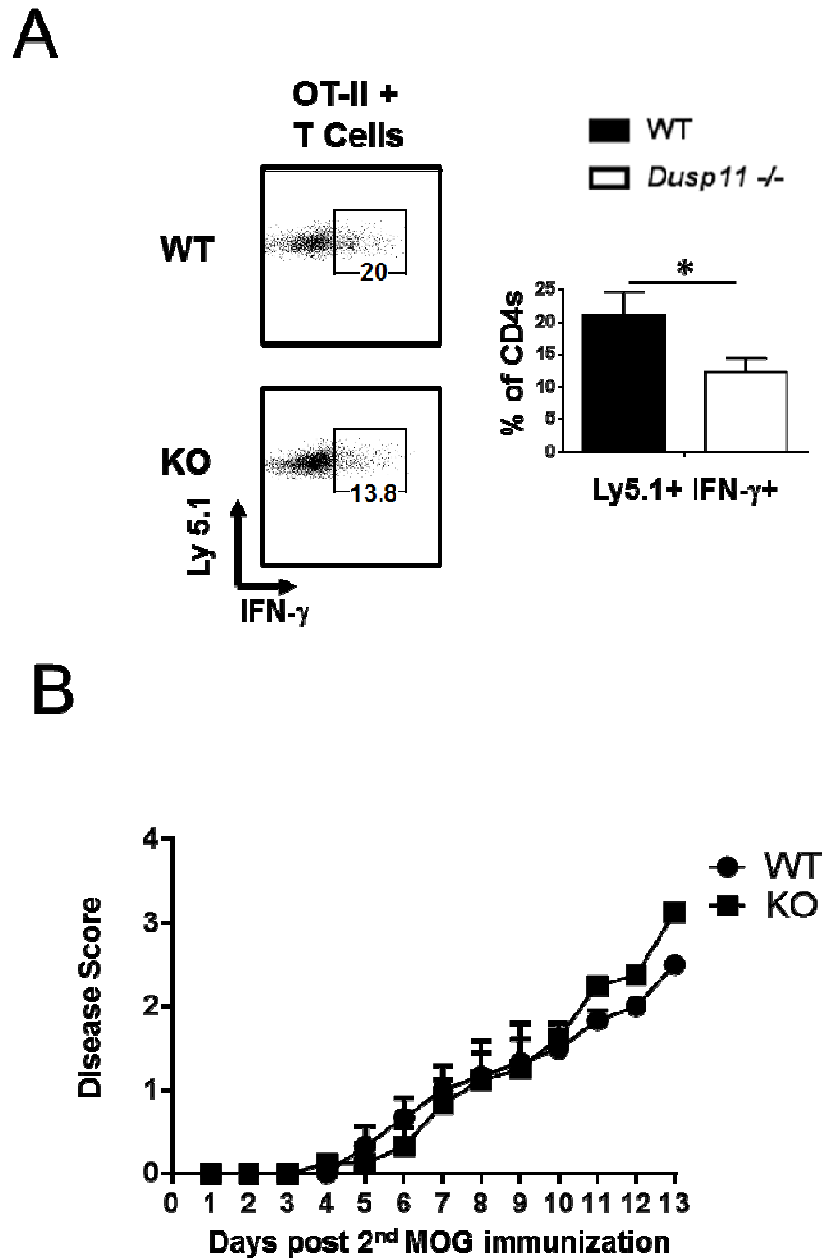 A
OT-II +
T Cells
WT
20
KO
13.8
Ly 5.1
IFN-γ
WT
Dusp11 -/-
*
% of CD4s
25
20
15
10
5
0
Ly5.1+ IFN-γ+
B
Disease Score
4
3
2
1
0
0 1 2 3 4 5 6 7 8 9 10 11 12 13
Days post 2nd MOG immunization
WT
KO